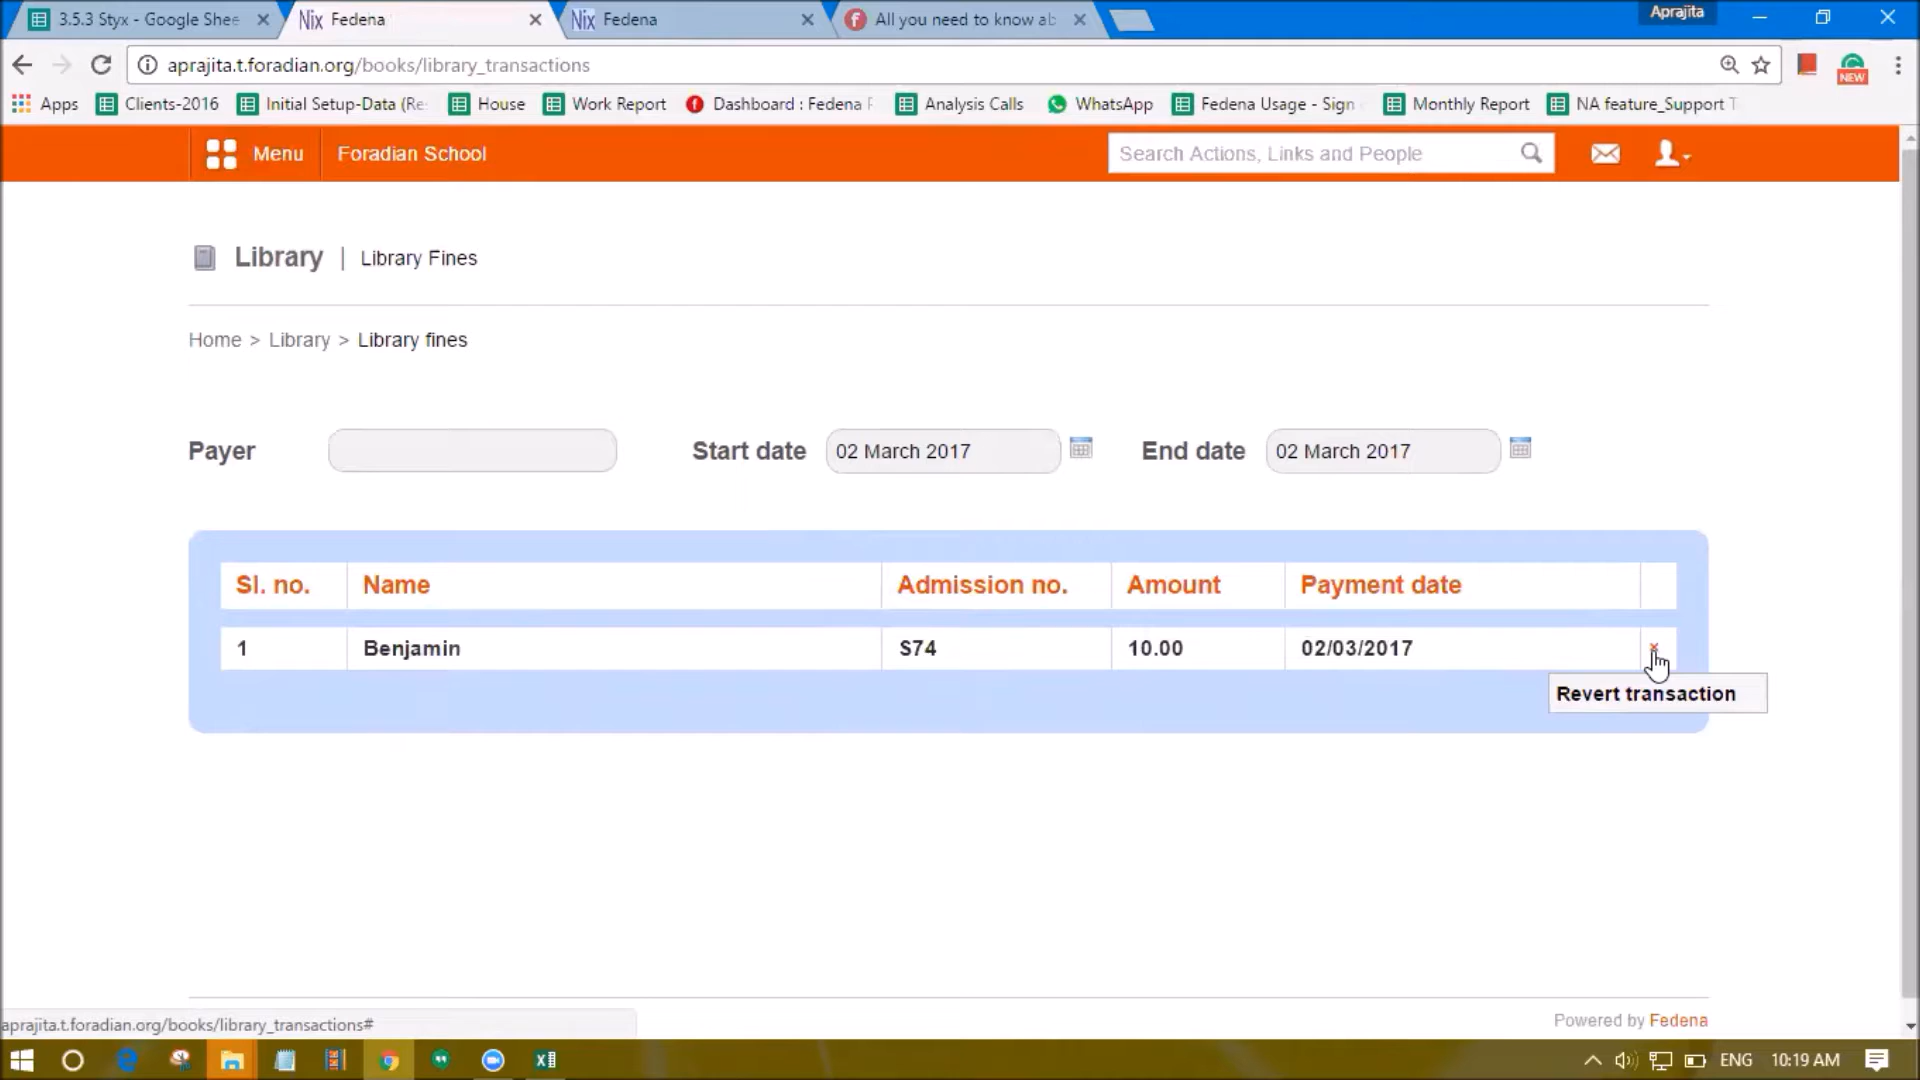 3.5.3 Styx - Google Shee
Nix Fedena
Nix Fedena
All you need to know ab
Aprajita
aprajita.t.foradian.org/books/library_transactions
NEW
Apps
Clients-2016
Initial Setup-Data (Re
House
Work Report
Dashboard : Fedena
Analysis Calls
WhatsApp
Fedena Usage - Sign
Monthly Report
NA feature_Support T
Menu
Foradian School
Search Actions, Links and People
Library | Library Fines
Home > Library > Library fines
Payer
Start date 02 March 2017
End date 02 March 2017
Sl. no. Name Admission no. Amount Payment date
1 Benjamin S74 10.00 02/03/2017
Revert transaction
Powered by Fedena
aprajita.t.foradian.org/books/library_transactions#
ENG 10:19 AM